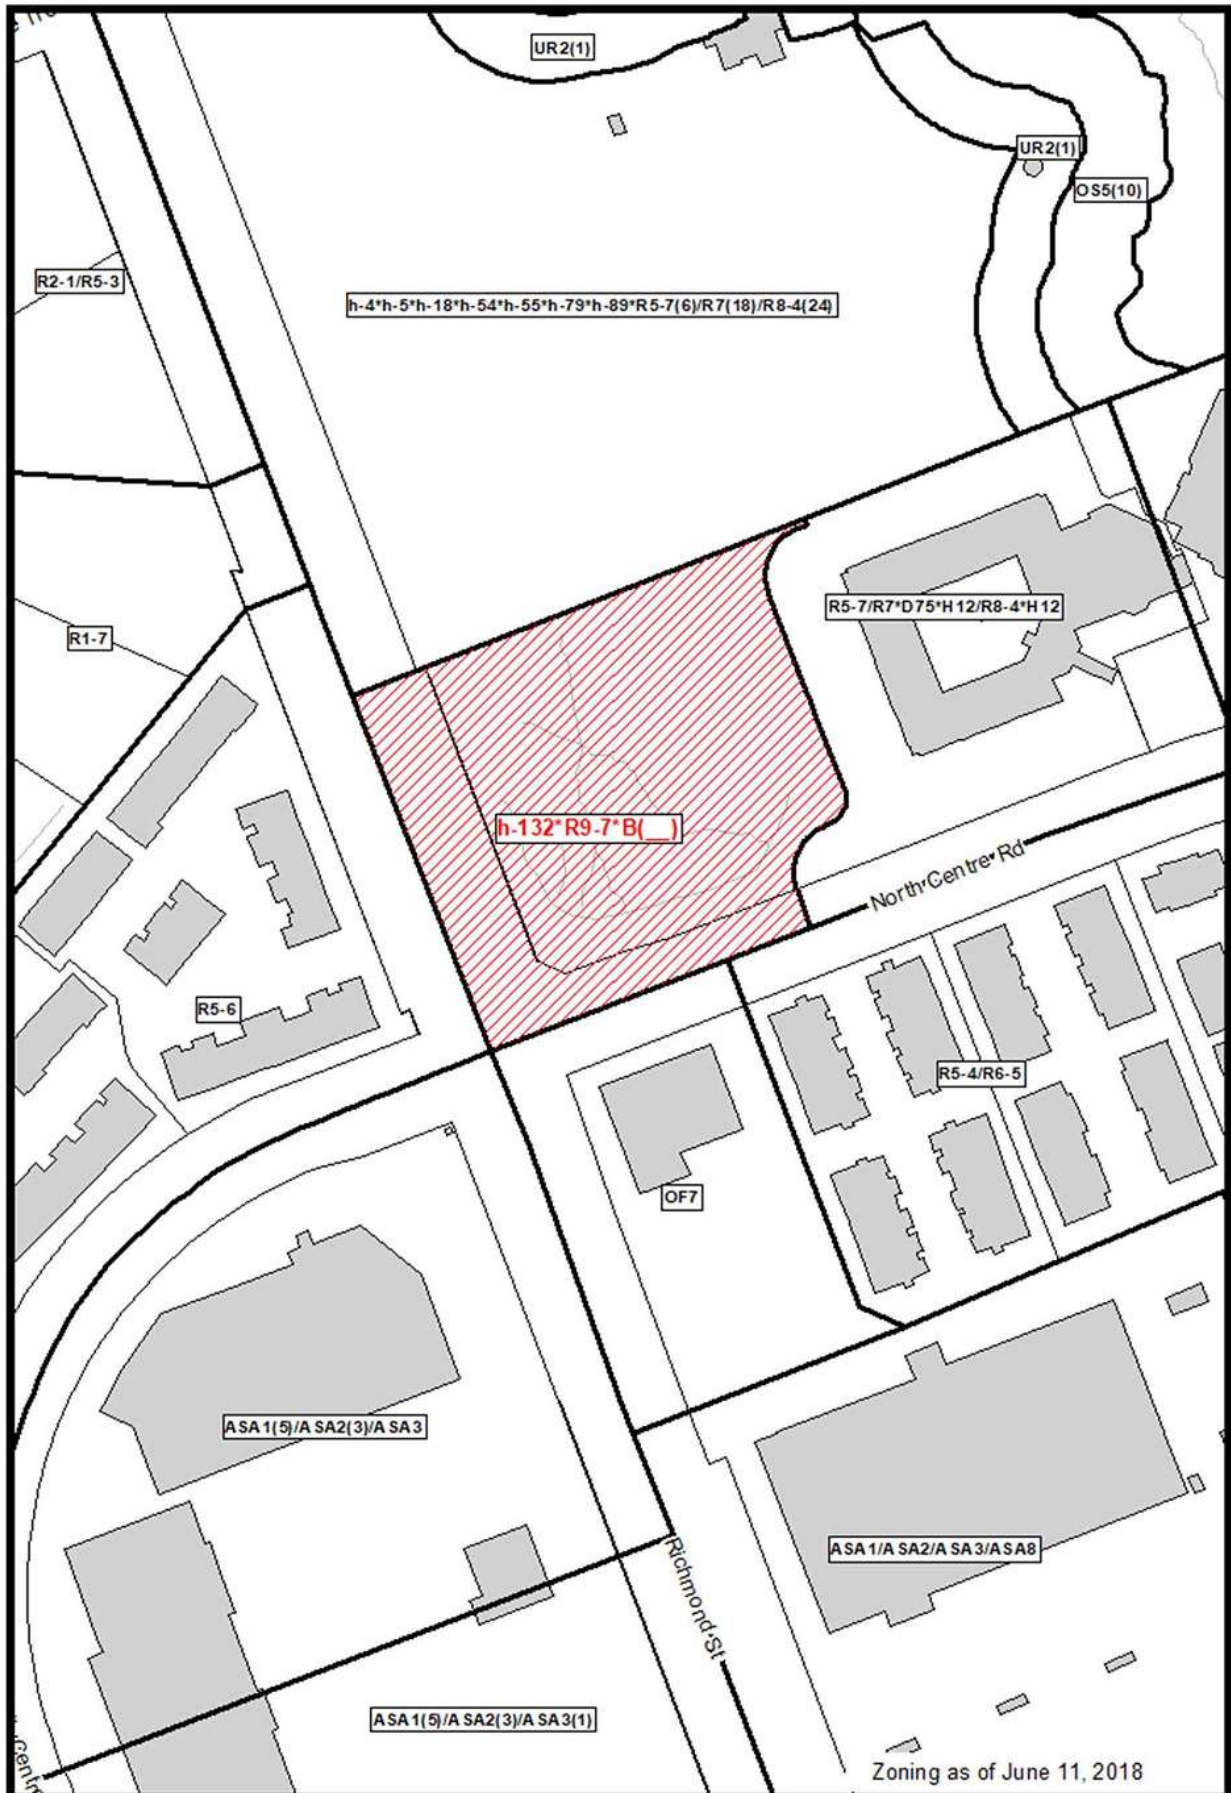 UR2(1)
UR2(1)
OS5(10)
R2-1/R5-3
h-4*h-5*h-18*h-54*h-55*h-79*h-89*R5-7(6)/R7(18)/R8-4(24)
R5-7/R7*D75*H12/R8-4*H12
R1-7
h-132*R9-7*B(__)
North Centre Rd
R5-6
R5-4/R6-5
OF7
ASA1(5)/ASA2(3)/ASA3
ASA1/ASA2/ASA3/ASA8
Richmond St
ASA1(5)/ASA2(3)/ASA3(1)
Zoning as of June 11, 2018